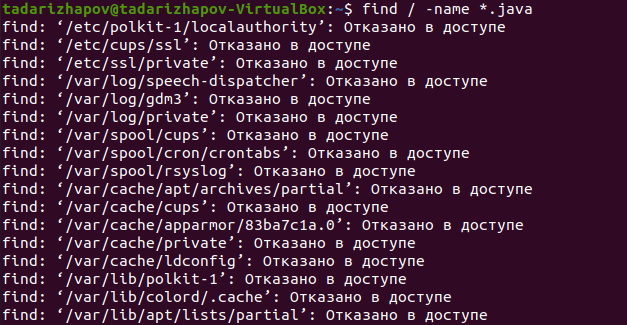 tadarizhapov@tadarizhapov-VirtualBox:~$ find / -name *.java
find: ‘/etc/polkit-1/localauthority’: Отказано в доступе
find: ‘/etc/cups/ssl’: Отказано в доступе
find: ‘/etc/ssl/private’: Отказано в доступе
find: ‘/var/log/speech-dispatcher’: Отказано в доступе
find: ‘/var/log/gdm3’: Отказано в доступе
find: ‘/var/log/private’: Отказано в доступе
find: ‘/var/spool/cups’: Отказано в доступе
find: ‘/var/spool/cron/crontabs’: Отказано в доступе
find: ‘/var/spool/rsyslog’: Отказано в доступе
find: ‘/var/cache/apt/archives/partial’: Отказано в доступе
find: ‘/var/cache/cups’: Отказано в доступе
find: ‘/var/cache/apparmor/83ba7c1a.0’: Отказано в доступе
find: ‘/var/cache/private’: Отказано в доступе
find: ‘/var/cache/ldconfig’: Отказано в доступе
find: ‘/var/lib/polkit-1’: Отказано в доступе
find: ‘/var/lib/colord/.cache’: Отказано в доступе
find: ‘/var/lib/apt/lists/partial’: Отказано в доступе